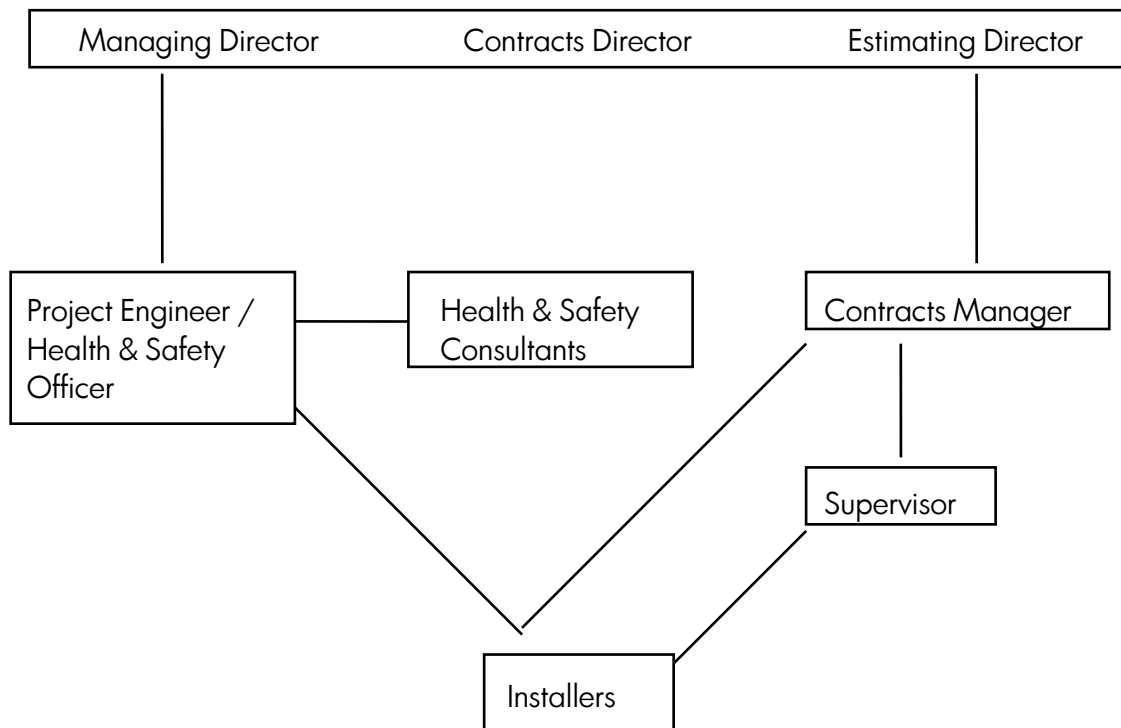 Managing Director Contracts Director Estimating Director
Project Engineer /
Health & Safety
Officer
Health & Safety
Consultants
Contracts Manager
Supervisor
Installers